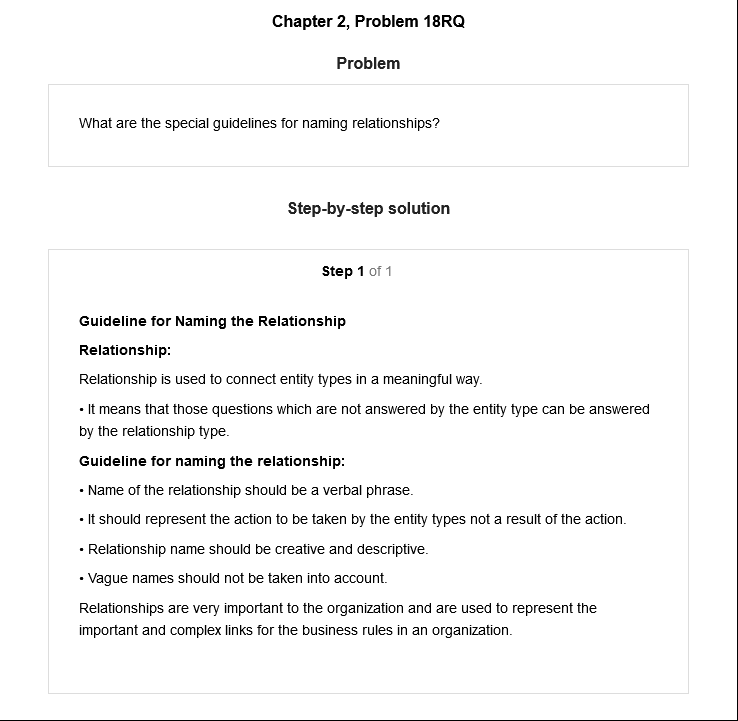 Chapter 2, Problem 18RQ
Problem
What are the special guidelines for naming relationships?
Step-by-step solution
Step 1 of 1
Guideline for Naming the Relationship
Relationship:
Relationship is used to connect entity types in a meaningful way.
• It means that those questions which are not answered by the entity type can be answered
by the relationship type.
Guideline for naming the relationship:
• Name of the relationship should be a verbal phrase.
• It should represent the action to be taken by the entity types not a result of the action.
• Relationship name should be creative and descriptive.
• Vague names should not be taken into account.
Relationships are very important to the organization and are used to represent the
important and complex links for the business rules in an organization.